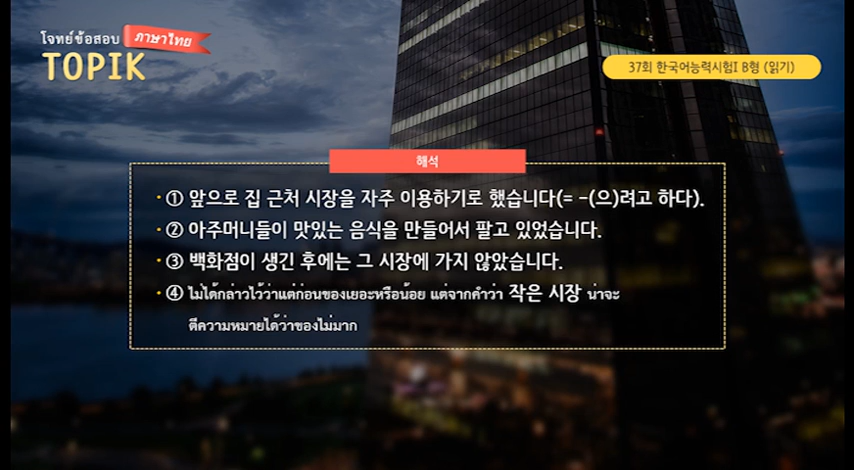 โจทย์ข้อสอบ ภาษาไทย
TOPIK
37회 한국어능력시험I B형 (읽기)
해석
· ① 앞으로 집 근처 시장을 자주 이용하기로 했습니다(= -(으)려고 하다).
· ② 아주머니들이 맛있는 음식을 만들어서 팔고 있었습니다.
· ③ 백화점이 생긴 후에는 그 시장에 가지 않았습니다.
· ④ ไม่ได้กล่าวไว้ว่าแต่ก่อนของเยอะหรือน้อย แต่จากคำว่า 작은 시장 น่าจะ
ตีความหมายได้ว่าของไม่มาก